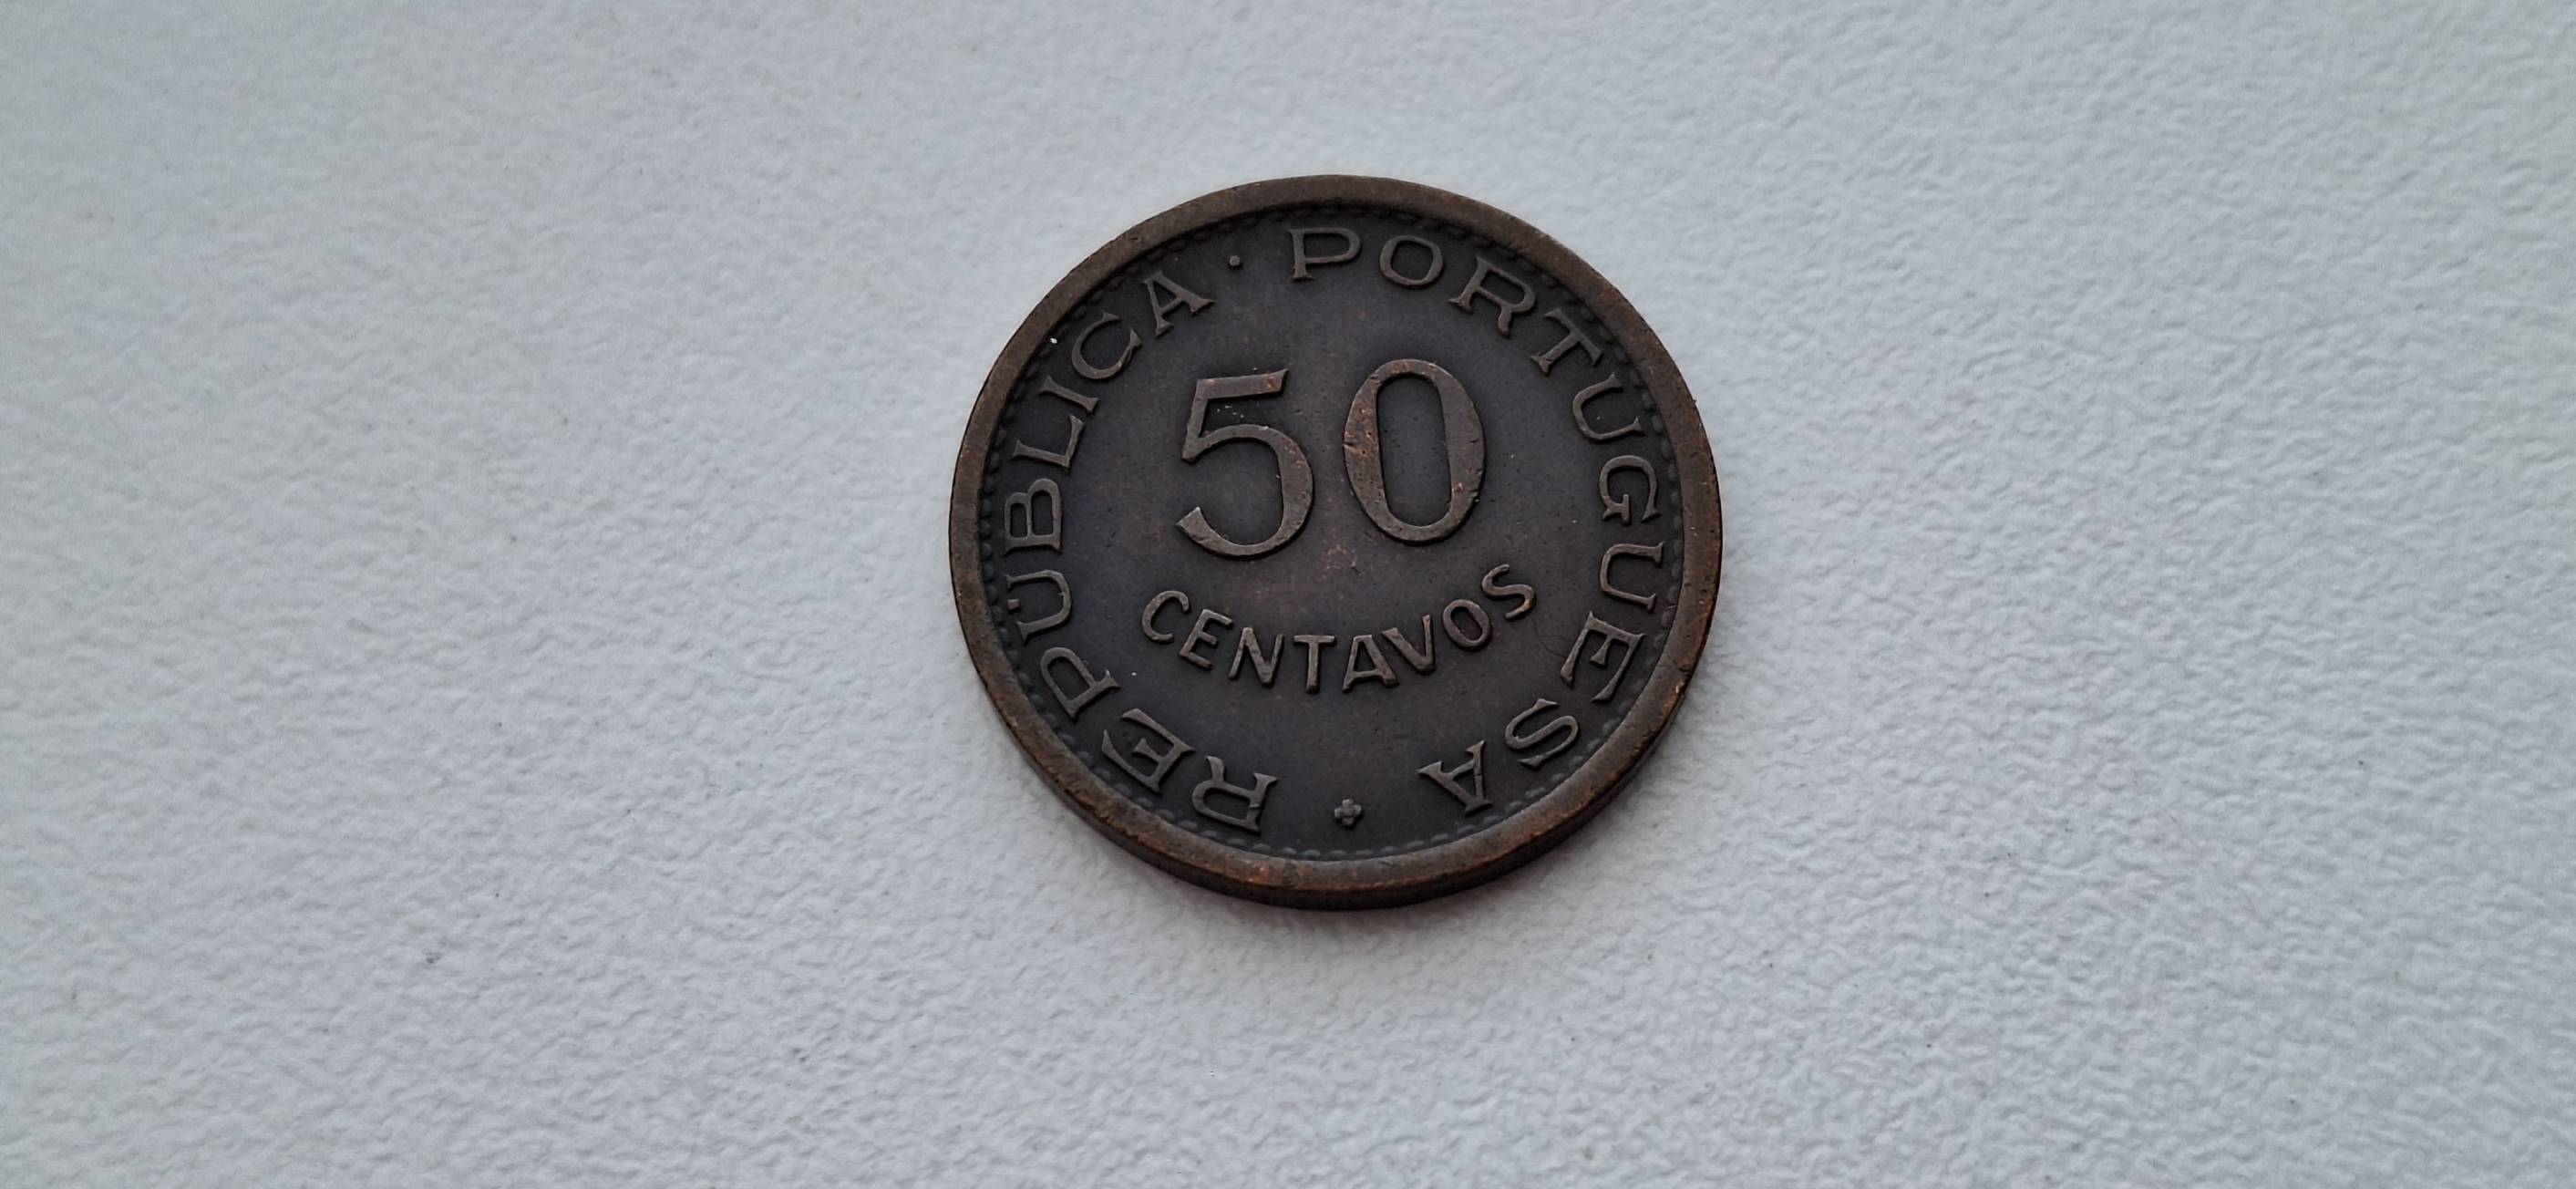 REPÚBLICA · PORTUGUESA
50
CENTAVOS